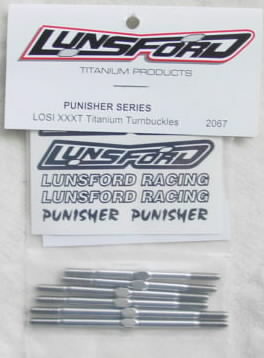 LUNSFORD
TITANIUM PRODUCTS
PUNISHER SERIES
LOSI XXXT Titanium Turnbuckles 2067
LUNSFORD
LUNSFORD RACING
LUNSFORD RACING
PUNISHER PUNISHER